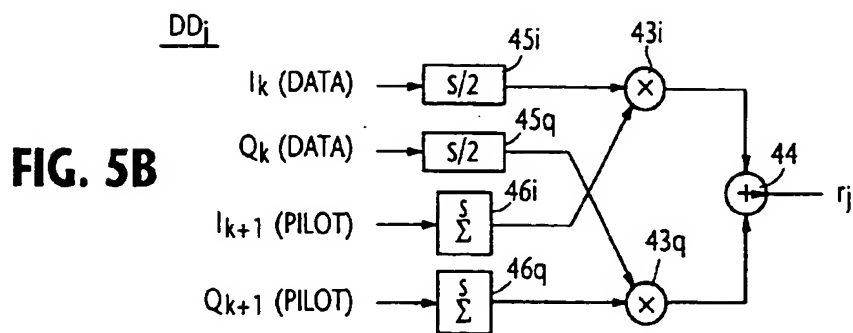 DDj
45i
43i
Ik (DATA)
S/2
×
45q
Qk (DATA)
S/2
44
FIG. 5B
46i
+
rj
Ik+1 (PILOT)
S
Σ
43q
46q
Qk+1 (PILOT)
S
Σ
×